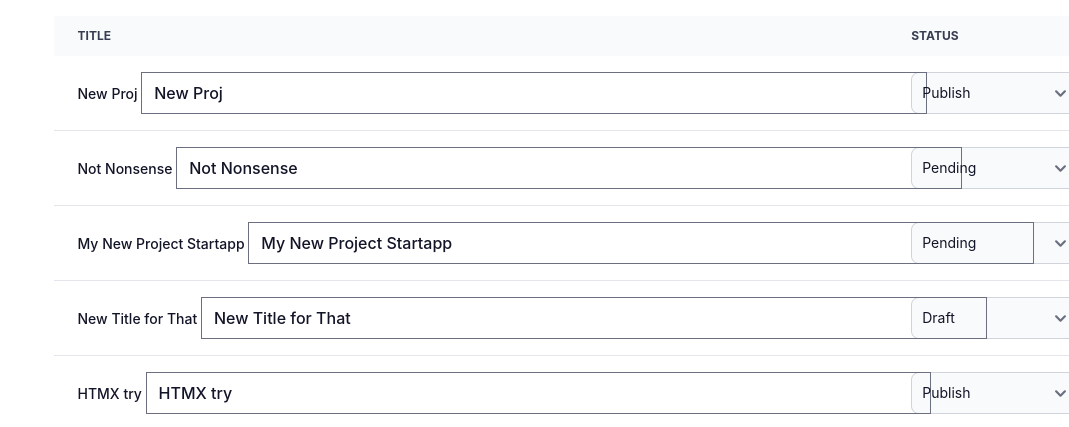 TITLE STATUS
New Proj New Proj Publish
Not Nonsense Not Nonsense Pending
My New Project Startapp My New Project Startapp Pending
New Title for That New Title for That Draft
HTMX try HTMX try Publish